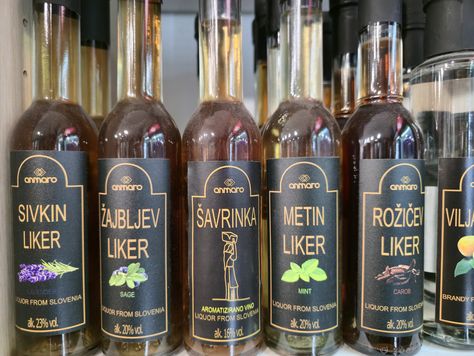 anmaro
SIVKIN
LIKER
LIQUOR FROM SLOVENIA
alk. 23% vol.
anmaro
ŽAJBLJEV
LIKER
SAGE
LIQUOR FROM SLOVENIA
alk. 20% vol.
anmaro
ŠAVRINKA
AROMATIZIRANO VINO
LIQUOR FROM SLOVENIA
alk. 16% vol.
anmaro
METIN
LIKER
MINT
LIQUOR FROM SLOVENIA
alk. 20% vol.
anmaro
ROŽIČEV
LIKER
CAROB
LIQUOR FROM SLOVENIA
alk. 20% vol.
BRANDY